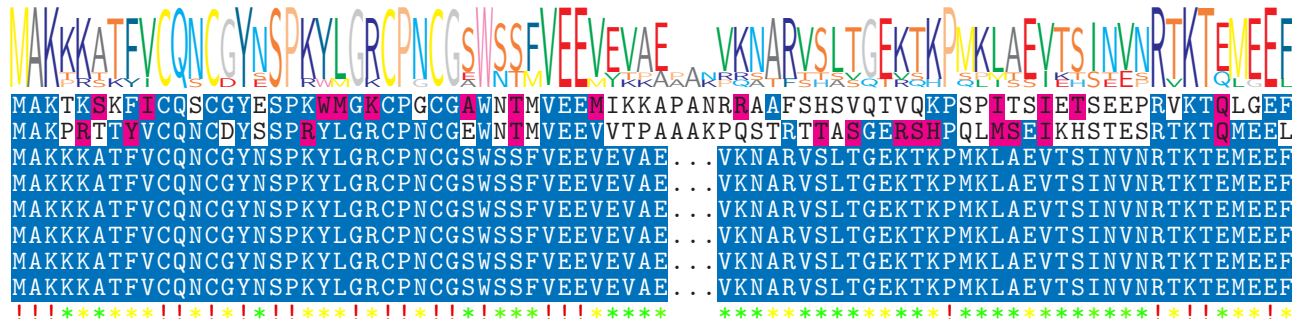 MAKKKATFVCQNCGYNSPKYLGRCPNCGSWSSFVEEVEVAE VKNARVSLTGEKTKPMKLAEVTSINVNRTKTEMEEF
MAKTKSKFICQSCGYESPKWMGKCPGCGAWNTMVEEMIKKAPANRRAAFSHSVQTVQKPSPITSIETSEEPRVKTQLGEF
MAKPRTTYVCQNCDYSSPRYLGRCPNCGEWNTMVEEVVTPAAAKPQSTRTTASGERSHPQLMSEIKHSTESRTKTQMEEL
MAKKKATFVCQNCGYNSPKYLGRCPNCGSWSSFVEEVEVAE...VKNARVSLTGEKTKPMKLAEVTSINVNRTKTEMEEF
MAKKKATFVCQNCGYNSPKYLGRCPNCGSWSSFVEEVEVAE...VKNARVSLTGEKTKPMKLAEVTSINVNRTKTEMEEF
MAKKKATFVCQNCGYNSPKYLGRCPNCGSWSSFVEEVEVAE...VKNARVSLTGEKTKPMKLAEVTSINVNRTKTEMEEF
MAKKKATFVCQNCGYNSPKYLGRCPNCGSWSSFVEEVEVAE...VKNARVSLTGEKTKPMKLAEVTSINVNRTKTEMEEF
MAKKKATFVCQNCGYNSPKYLGRCPNCGSWSSFVEEVEVAE...VKNARVSLTGEKTKPMKLAEVTSINVNRTKTEMEEF
MAKKKATFVCQNCGYNSPKYLGRCPNCGSWSSFVEEVEVAE...VKNARVSLTGEKTKPMKLAEVTSINVNRTKTEMEEF
!!!******!!*!*!*!!***!*!!*!!*!***!!!***** **************!************!*!!***!*